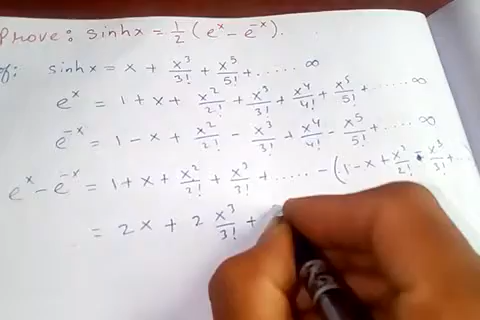 Prove: sinhx = 1/2 (e^x - e^-x).
of: sinhx = x + x^3/3! + x^5/5! + ..... ∞
e^x = 1 + x + x^2/2! + x^3/3! + x^4/4! + x^5/5! + ..... ∞
e^-x = 1 - x + x^2/2! - x^3/3! + x^4/4! - x^5/5! + ..... ∞
e^x - e^-x = 1 + x + x^2/2! + x^3/3! + ..... - (1 - x + x^2/2! - x^3/3! + ..
= 2x + 2 x^3/3! +